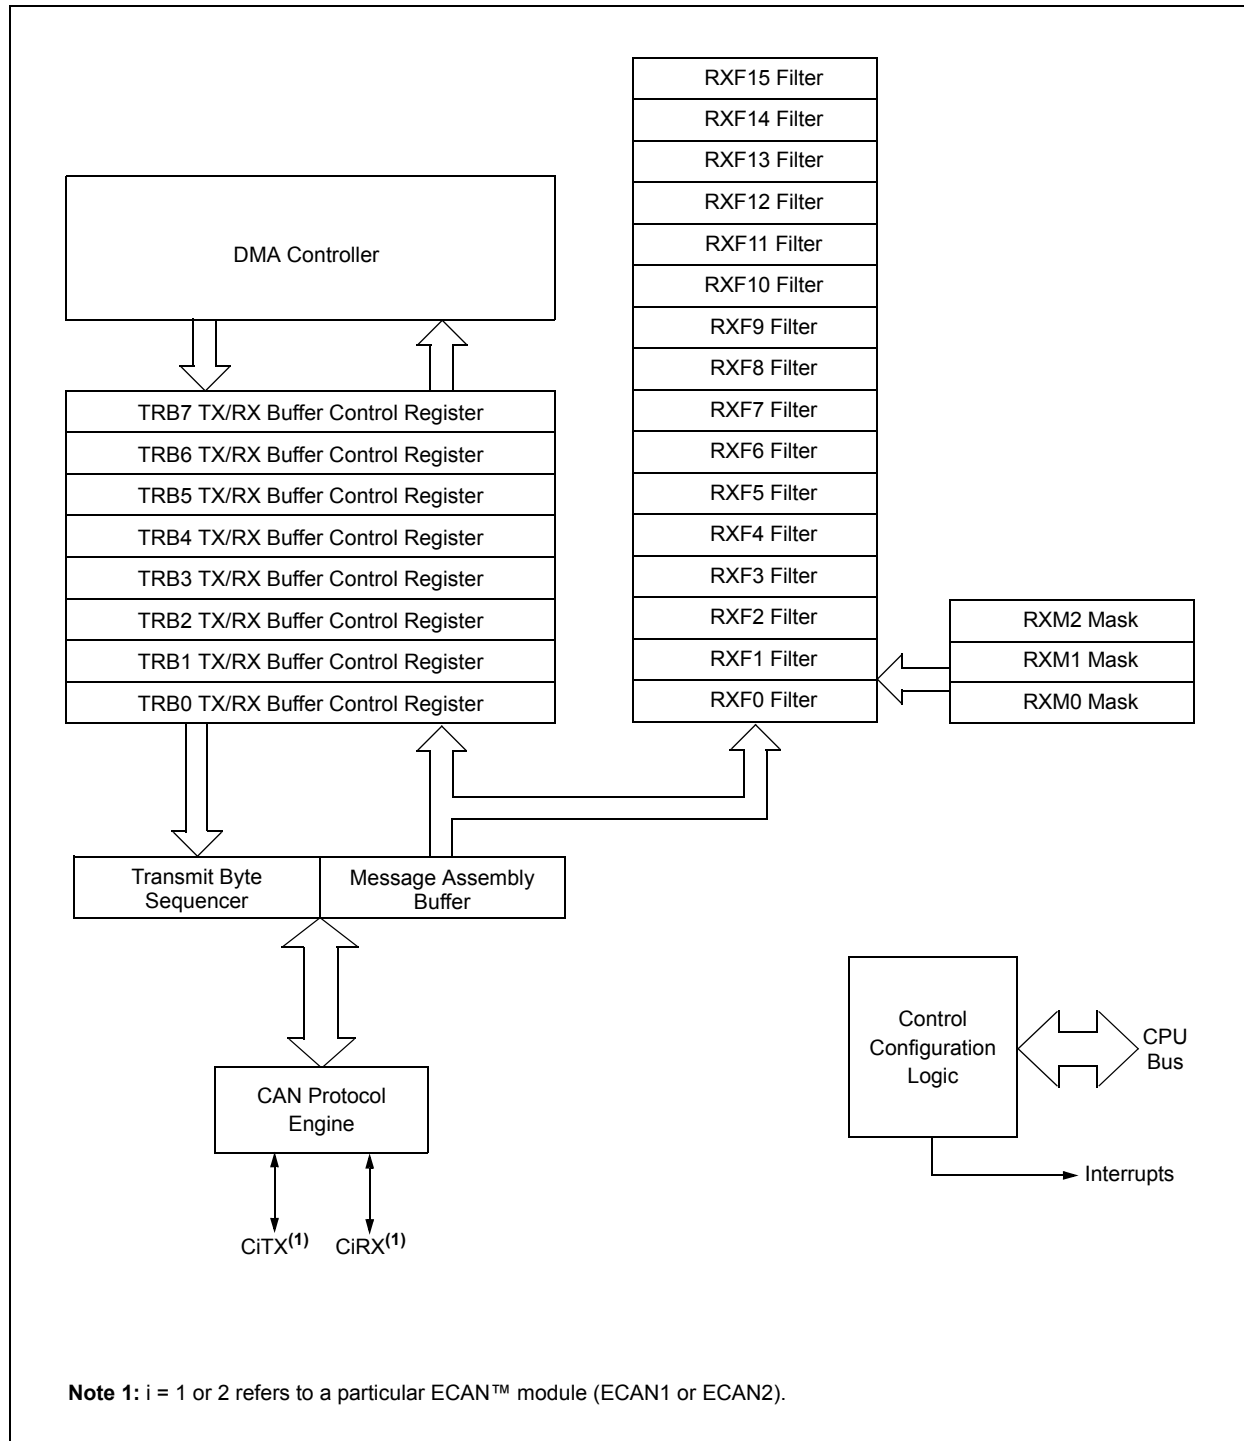 RXF15 Filter
RXF14 Filter
RXF13 Filter
RXF12 Filter
RXF11 Filter
RXF10 Filter
RXF9 Filter
RXF8 Filter
RXF7 Filter
RXF6 Filter
RXF5 Filter
RXF4 Filter
RXF3 Filter
RXF2 Filter
RXF1 Filter
RXF0 Filter
DMA Controller
TRB7 TX/RX Buffer Control Register
TRB6 TX/RX Buffer Control Register
TRB5 TX/RX Buffer Control Register
TRB4 TX/RX Buffer Control Register
TRB3 TX/RX Buffer Control Register
TRB2 TX/RX Buffer Control Register
TRB1 TX/RX Buffer Control Register
TRB0 TX/RX Buffer Control Register
RXM2 Mask
RXM1 Mask
RXM0 Mask
Transmit Byte
Sequencer
Message Assembly
Buffer
Control
Configuration
Logic
CPU
Bus
CAN Protocol
Engine
Interrupts
CiTX(1)
CiRX(1)
Note 1: i = 1 or 2 refers to a particular ECAN™ module (ECAN1 or ECAN2).